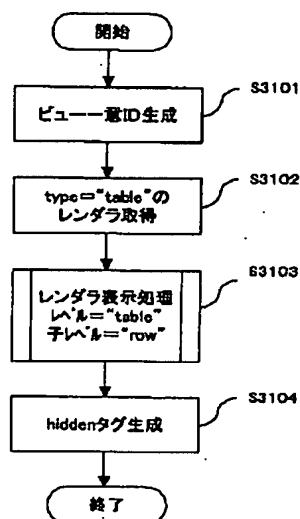 開始
S3101
ビュー一意ID生成
S3102
type="table"の
レンダラ取得
S3103
レンダラ表示処理
レベル="table"
子レベル="row"
S3104
hiddenタグ生成
終了